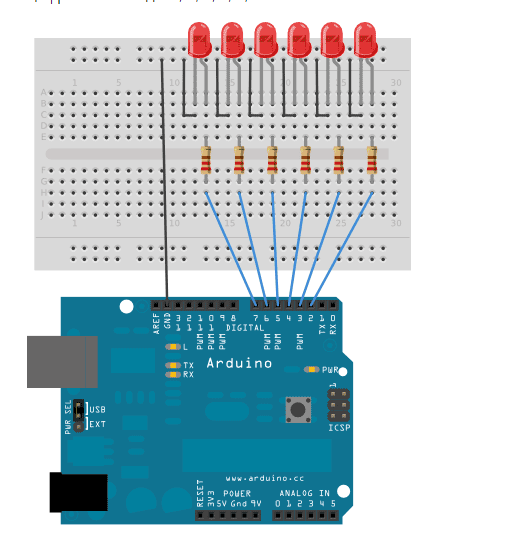 1 5 10 15 20 25 30
A
B
C
D
E
F
G
H
I
J
1 5 10 15 20 25 30
AREF GND 13 12 11 10 9 8 7 6 5 4 3 2 TX 1 RX 0
PWM PWM PWM PWM PWM PWM
DIGITAL
L
Arduino
TX
RX
PWR
1
PWR SEL
USB
EXT
ICSP
www.arduino.cc
POWER ANALOG IN
RESET 3V3 5V Gnd 9V 0 1 2 3 4 5